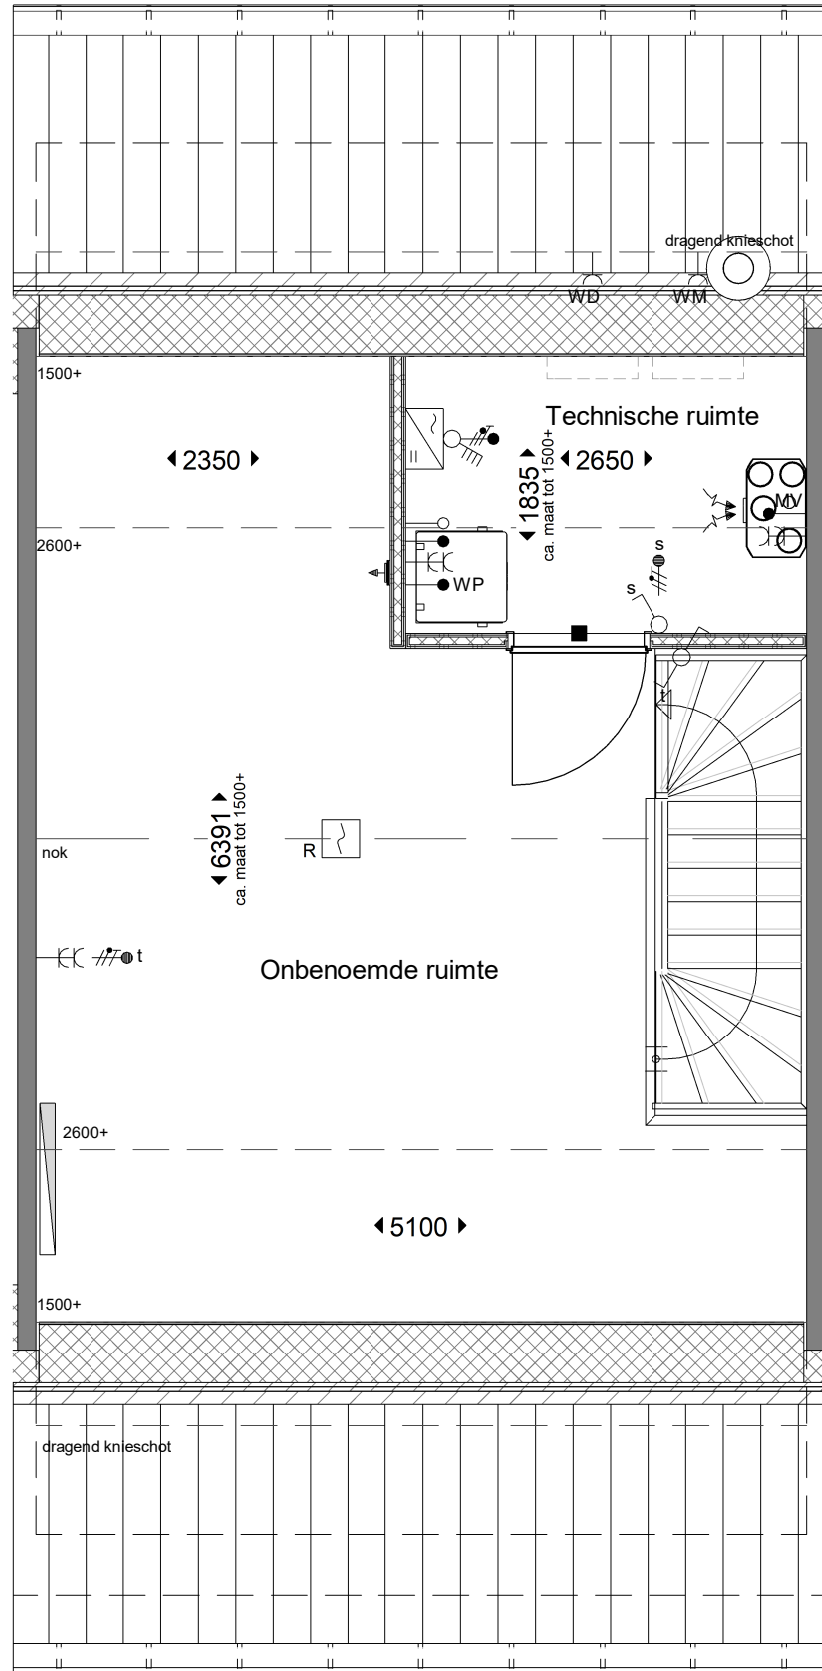 dragend knieschot
WD
WM
1500+
Technische ruimte
2350
1835
ca. maat tot 1500+
2650
MV
2600+
s
s
WP
t
6391
ca. maat tot 1500+
nok
R
t
Onbenoemde ruimte
2600+
5100
1500+
dragend knieschot